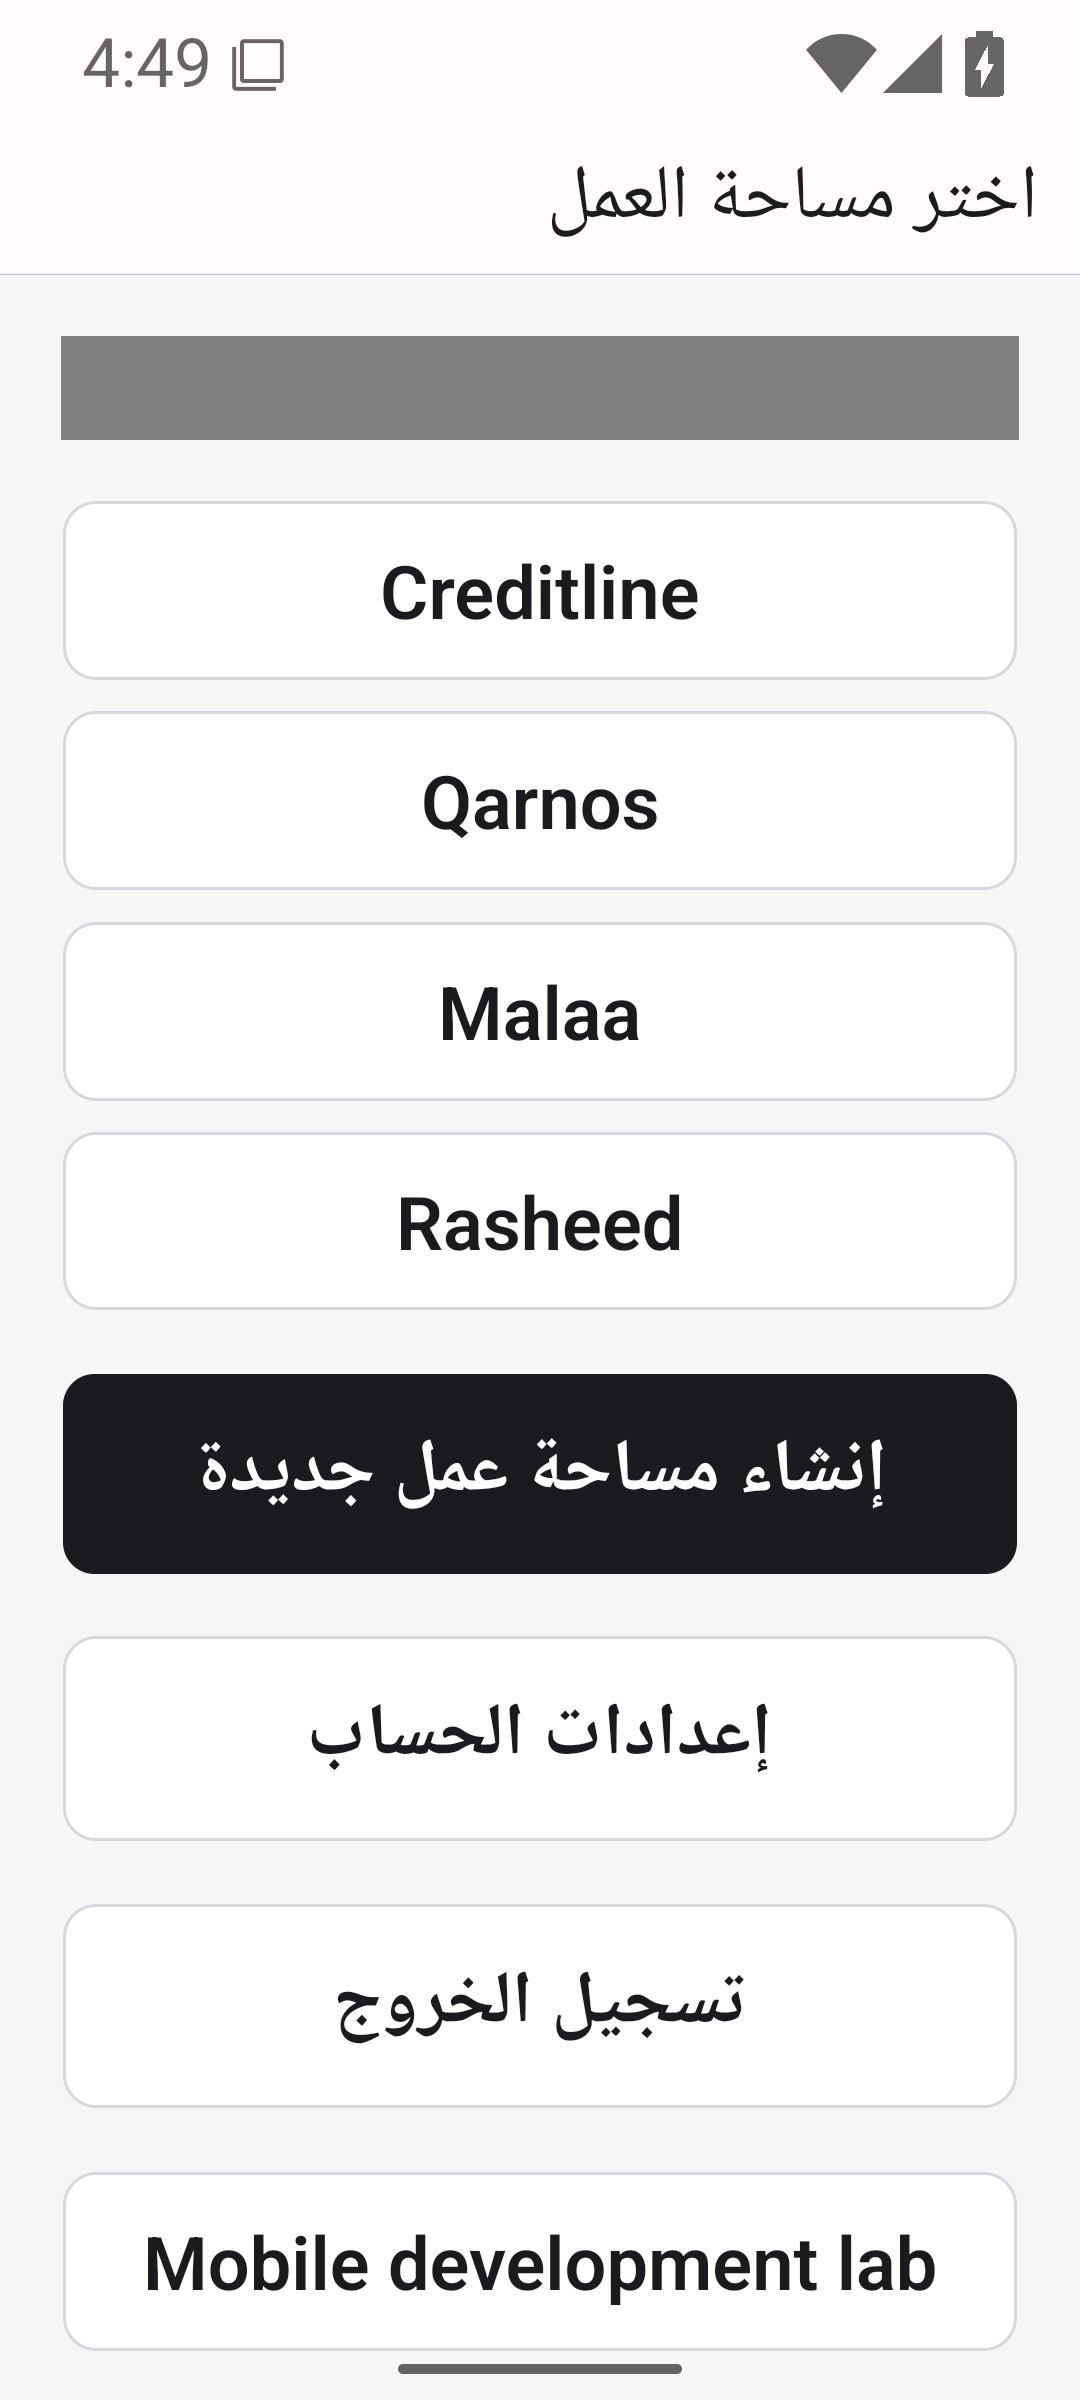 4:49
اختر مساحة العمل
Creditline
Qarnos
Malaa
Rasheed
إنشاء مساحة عمل جديدة
إعدادات الحساب
تسجيل الخروج
Mobile development lab